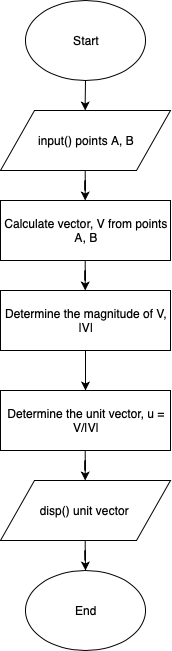 Start
input() points A, B
Calculate vector, V from points
A, B
Determine the magnitude of V,
|V|
Determine the unit vector, u =
V/|V|
disp() unit vector
End